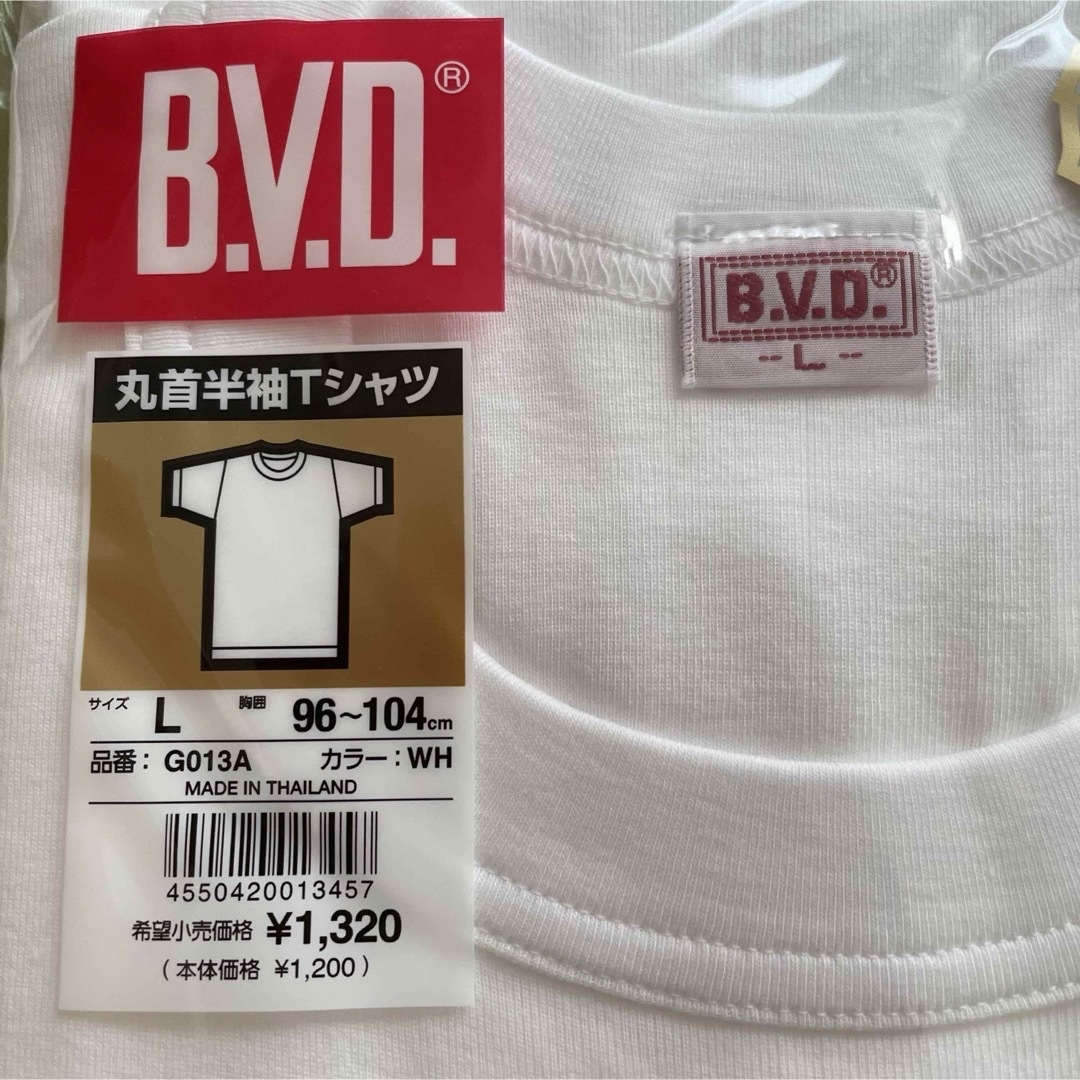 B.V.D.®
丸首半袖Tシャツ
サイズ L 胸囲 96~104cm
品番: G013A カラー: WH
MADE IN THAILAND
4550420013457
希望小売価格 ¥1,320
(本体価格 ¥1,200)
B.V.D.®
--L--